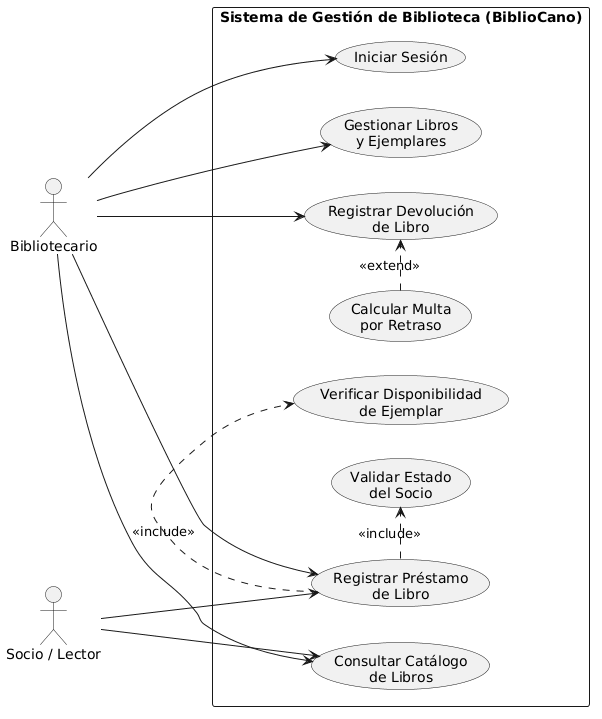 Sistema de Gestión de Biblioteca (BiblioCano)
Iniciar Sesión
Gestionar Libros
y Ejemplares
Bibliotecario
Registrar Devolución
de Libro
«extend»
Calcular Multa
por Retraso
Verificar Disponibilidad
de Ejemplar
Validar Estado
del Socio
«include»
«include»
Registrar Préstamo
de Libro
Socio / Lector
Consultar Catálogo
de Libros